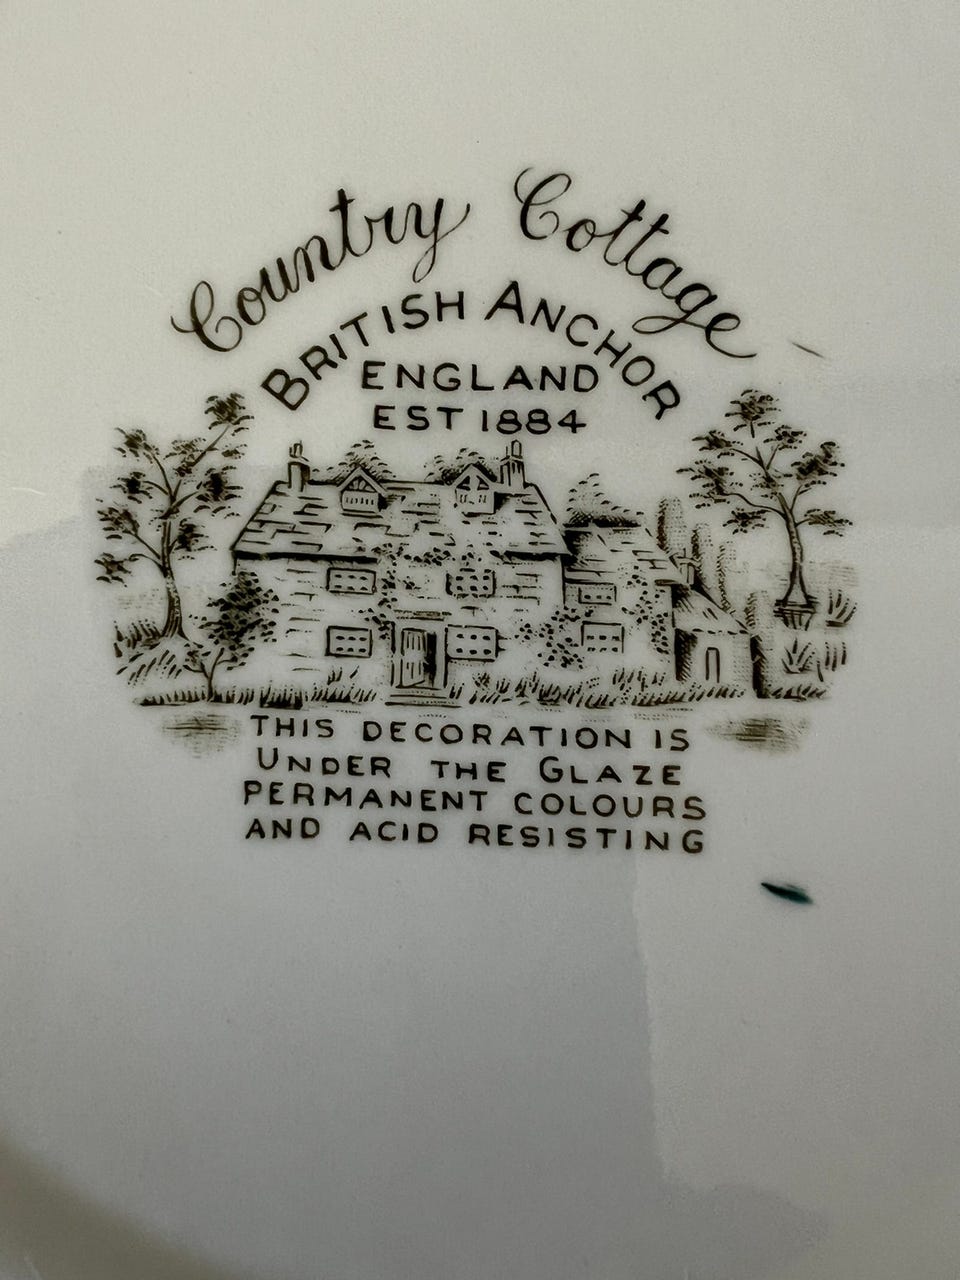 Country Cottage
BRITISH ANCHOR
ENGLAND
EST 1884
THIS DECORATION IS
UNDER THE GLAZE
PERMANENT COLOURS
AND ACID RESISTING